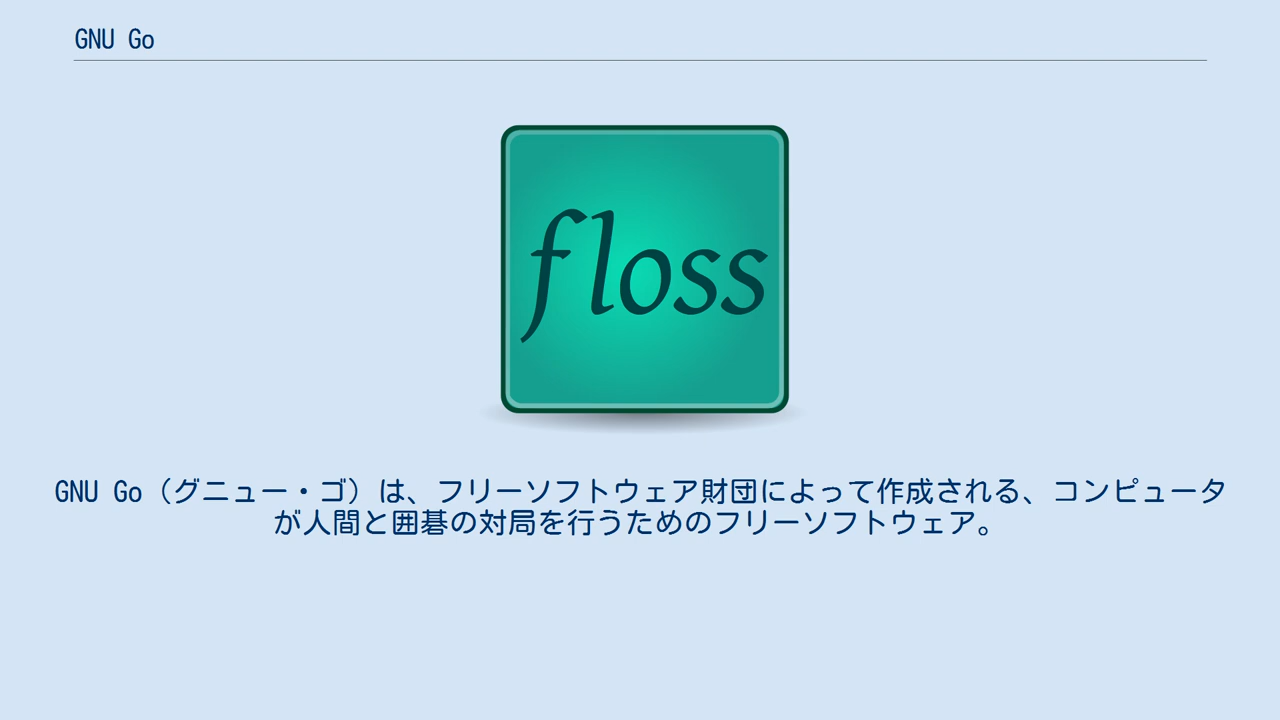 GNU Go
floss
GNU Go（グニュー・ゴ）は、フリーソフトウェア財団によって作成される、コンピュータ
が人間と囲碁の対局を行うためのフリーソフトウェア。